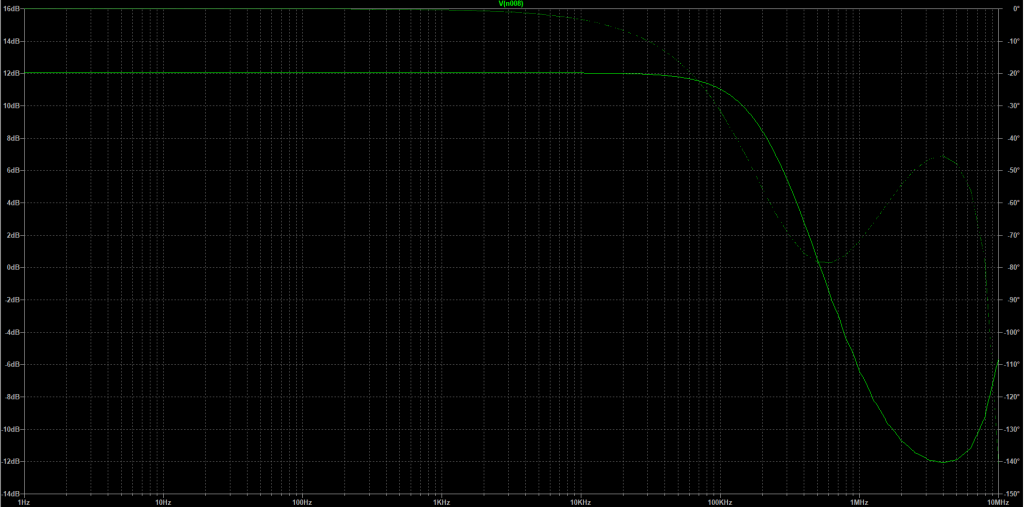 V(n008)
16dB
14dB
12dB
10dB
8dB
6dB
4dB
2dB
0dB
-2dB
-4dB
-6dB
-8dB
-10dB
-12dB
-14dB
0°
-10°
-20°
-30°
-40°
-50°
-60°
-70°
-80°
-90°
-100°
-110°
-120°
-130°
-140°
-150°
1Hz 10Hz 100Hz 1KHz 10KHz 100KHz 1MHz 10MHz